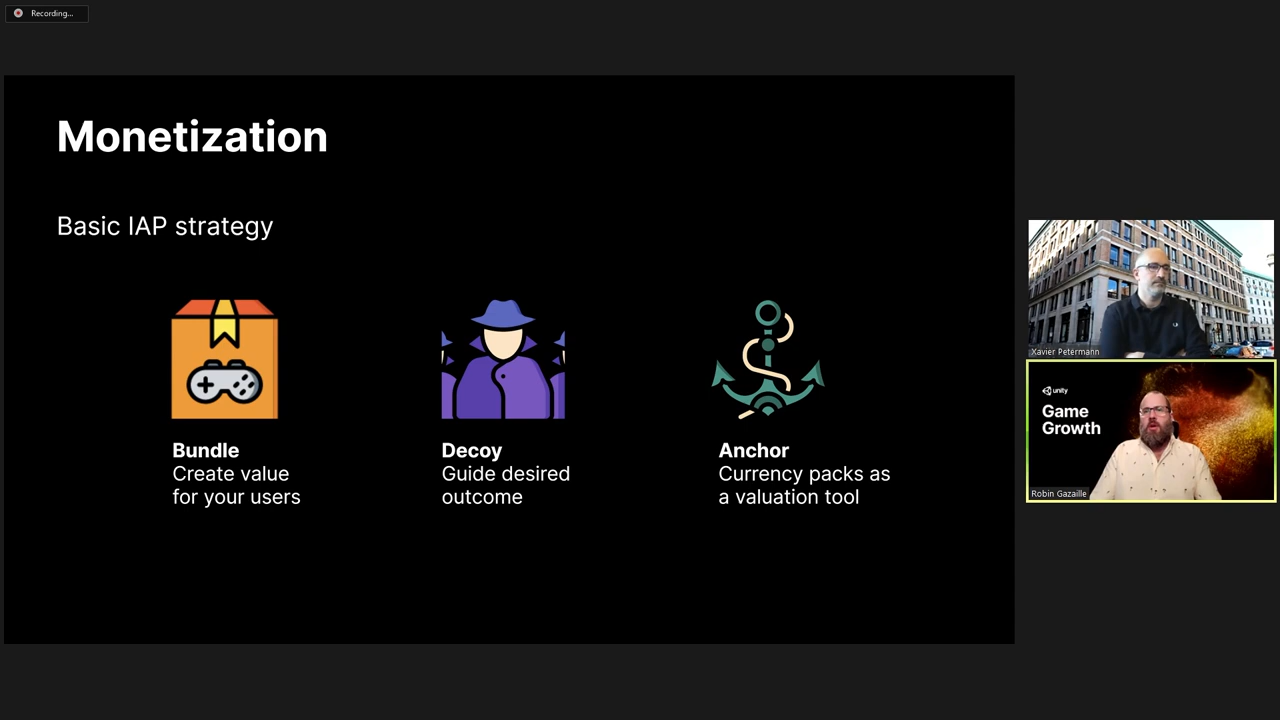 Recording...
Monetization
Basic IAP strategy
Bundle
Create value
for your users
Decoy
Guide desired
outcome
Anchor
Currency packs as
a valuation tool
Xavier Petermann
unity
Game
Growth
Robin Gazaille